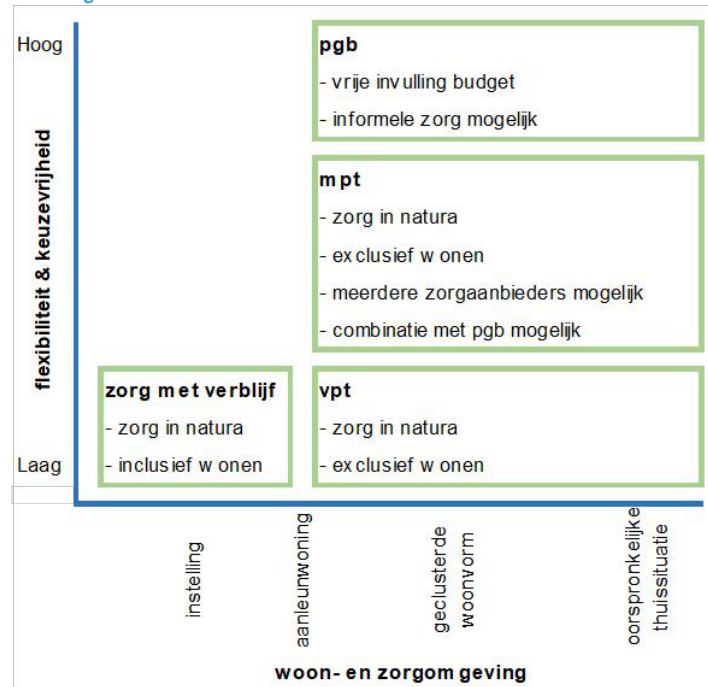 Hoog
pgb
- vrije invulling budget
- informele zorg mogelijk
mpt
- zorg in natura
- exclusief wonen
- meerdere zorgaanbieders mogelijk
- combinatie met pgb mogelijk
flexibiliteit & keuzevrijheid
zorg met verblijf
- zorg in natura
- inclusief wonen
vpt
- zorg in natura
- exclusief wonen
Laag
instelling
aanleunwoning
geclusterde
woonvorm
oorspronkelijke
thuissituatie
woon- en zorgomgeving